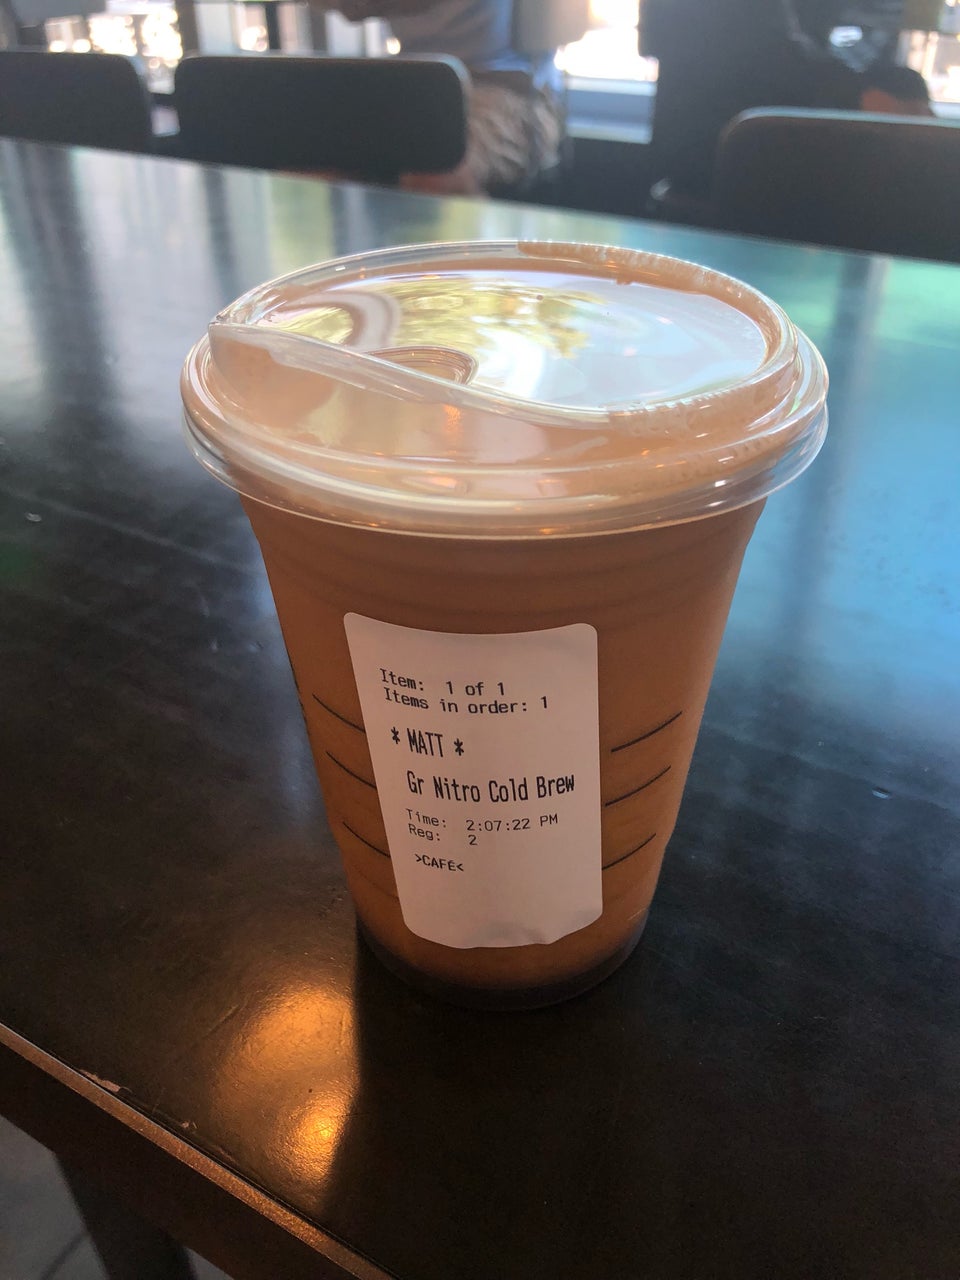 Item: 1 of 1
Items in order: 1
* MATT *
Gr Nitro Cold Brew
Time: 2:07:22 PM
Reg: 2
>CAFE<